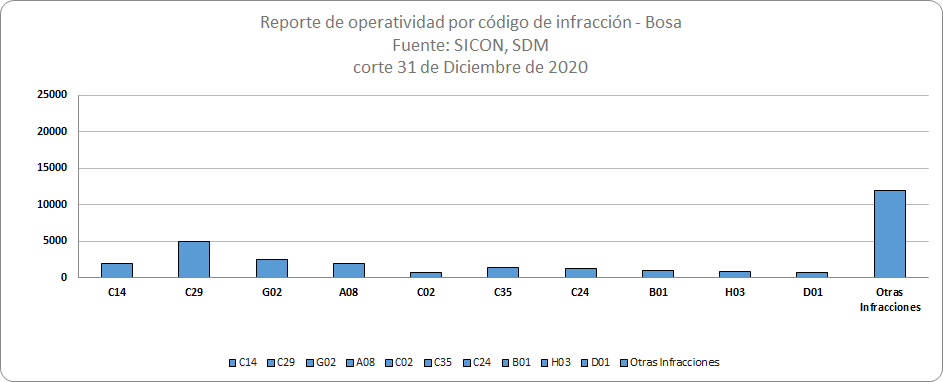 Reporte de operatividad por código de infracción - Bosa
Fuente: SICON, SDM
corte 31 de Diciembre de 2020
25000
20000
15000
10000
5000
0
C14 C29 G02 A08 C02 C35 C24 B01 H03 D01 Otras
Infracciones
C14 C29 G02 A08 C02 C35 C24 B01 H03 D01 Otras Infracciones